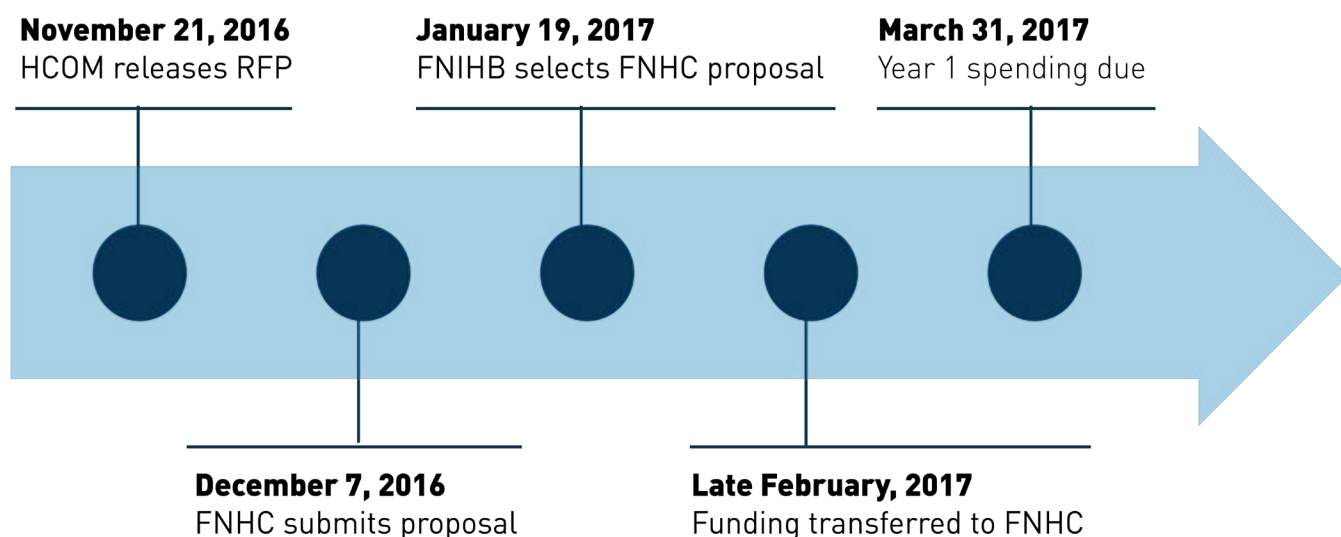 November 21, 2016
HCOM releases RFP
January 19, 2017
FNIHB selects FNHC proposal
March 31, 2017
Year 1 spending due
December 7, 2016
FNHC submits proposal
Late February, 2017
Funding transferred to FNHC